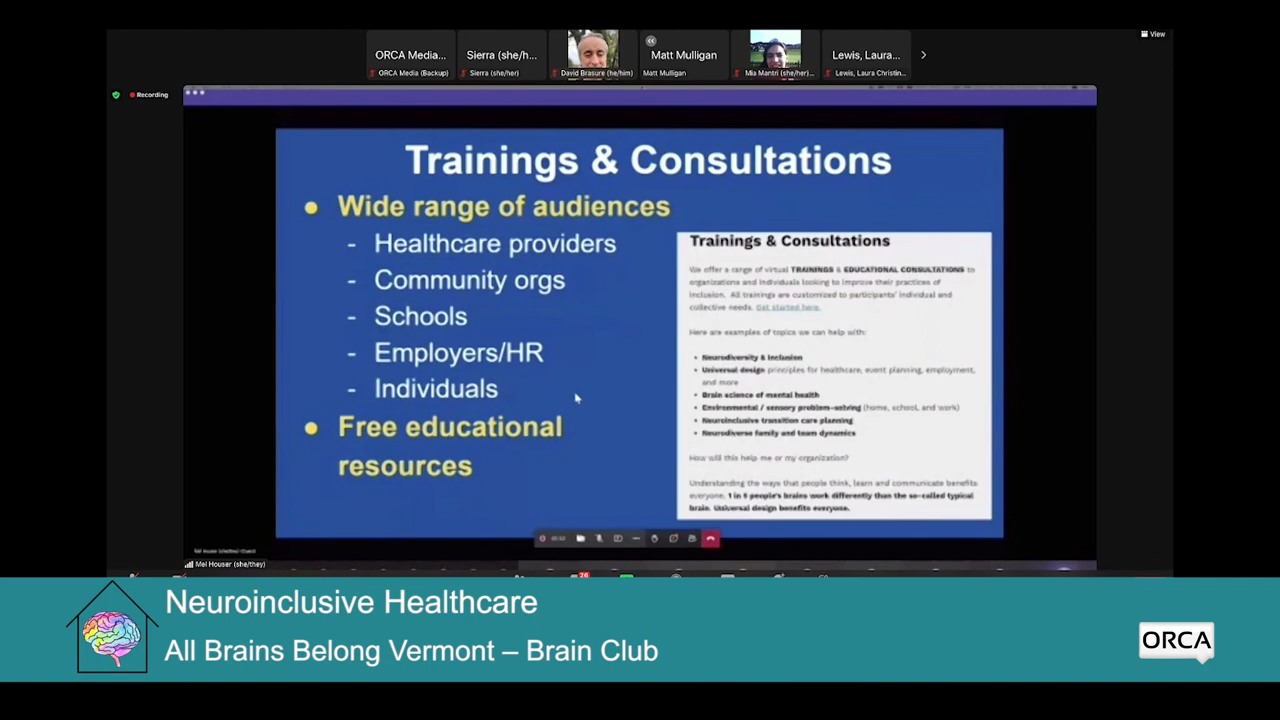 View
ORCA Media...
Sierra (she/h...
Matt Mulligan
Lewis, Laura...
ORCA Media (Backup)
Sierra (she/her)
David Brasure (he/him)
Matt Mulligan
Mia Mantri (she/her)...
Lewis, Laura Christin...
Recording
Trainings & Consultations
● Wide range of audiences
- Healthcare providers
- Community orgs
- Schools
- Employers/HR
- Individuals
● Free educational
resources
Trainings & Consultations
We offer a range of virtual TRAININGS & EDUCATIONAL CONSULTATIONS to
organizations and individuals looking to improve their practices of
inclusion. All trainings are customized to participants' individual and
collective needs. Get started here.
Here are examples of topics we can help with:
• Neurodiversity & Inclusion
• Universal design principles for healthcare, event planning, employment,
and more
• Brain science of mental health
• Environmental / sensory problem-solving (home, school, and work)
• Neuroinclusive transition care planning
• Neurodiverse family and team dynamics
How will this help me or my organization?
Understanding the ways that people think, learn and communicate benefits
everyone. 1 in 5 people's brains work differently than the so-called typical
brain. Universal design benefits everyone.
Mel House (she/they) (Guest)
Mel Houser (she/they)
26
Neuroinclusive Healthcare
All Brains Belong Vermont – Brain Club
ORCA